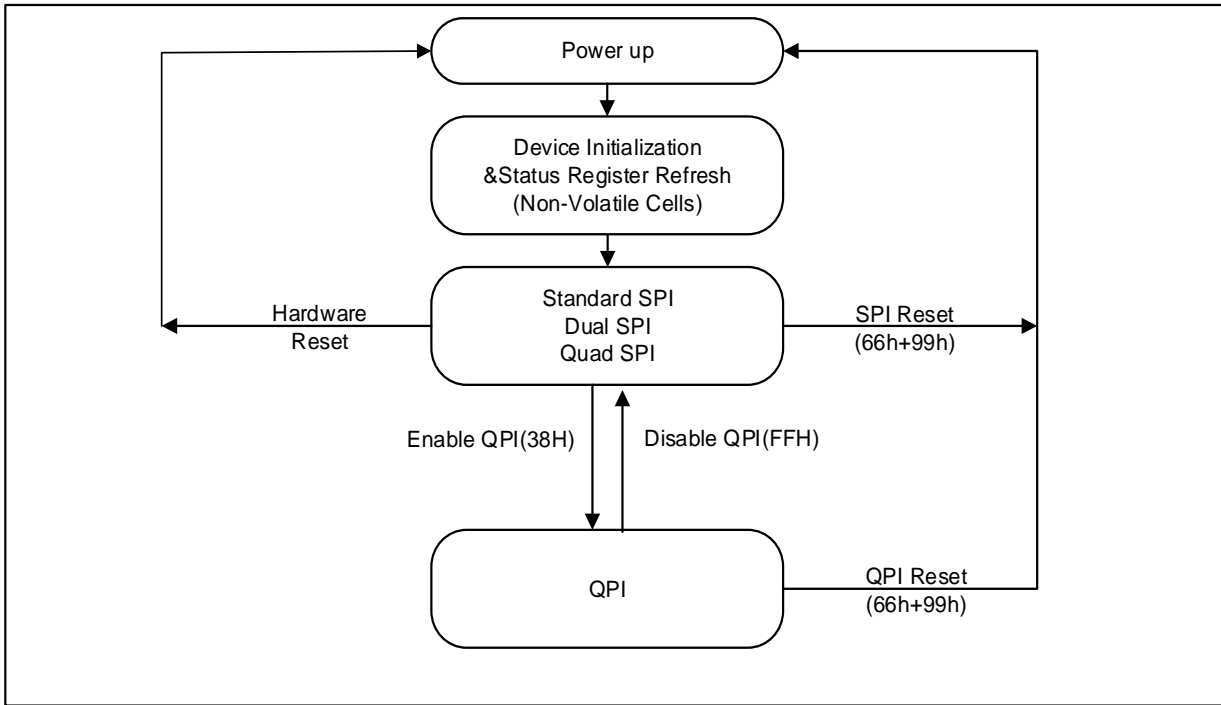 Power up
Device Initialization
&Status Register Refresh
(Non-Volatile Cells)
Standard SPI
Dual SPI
Quad SPI
Hardware
Reset
SPI Reset
(66h+99h)
Enable QPI(38H)
Disable QPI(FFH)
QPI
QPI Reset
(66h+99h)